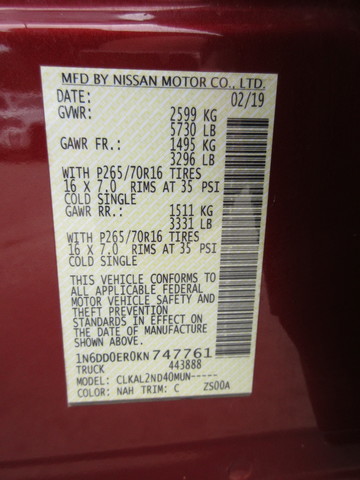 MFD BY NISSAN MOTOR CO., LTD.
DATE: 02/19
GVWR: 2599 KG
5730 LB
GAWR FR.: 1495 KG
3296 LB
WITH P265/70R16 TIRES
16 X 7.0 RIMS AT 35 PSI
COLD SINGLE
GAWR RR.: 1511 KG
3331 LB
WITH P265/70R16 TIRES
16 X 7.0 RIMS AT 35 PSI
COLD SINGLE
THIS VEHICLE CONFORMS TO
ALL APPLICABLE FEDERAL
MOTOR VEHICLE SAFETY AND
THEFT PREVENTION
STANDARDS IN EFFECT ON
THE DATE OF MANUFACTURE
SHOWN ABOVE.
1N6DD0ER0KN747761
TRUCK 443888
MODEL: CLKAL2ND40MUN-----
COLOR: NAH TRIM: C ZS00A